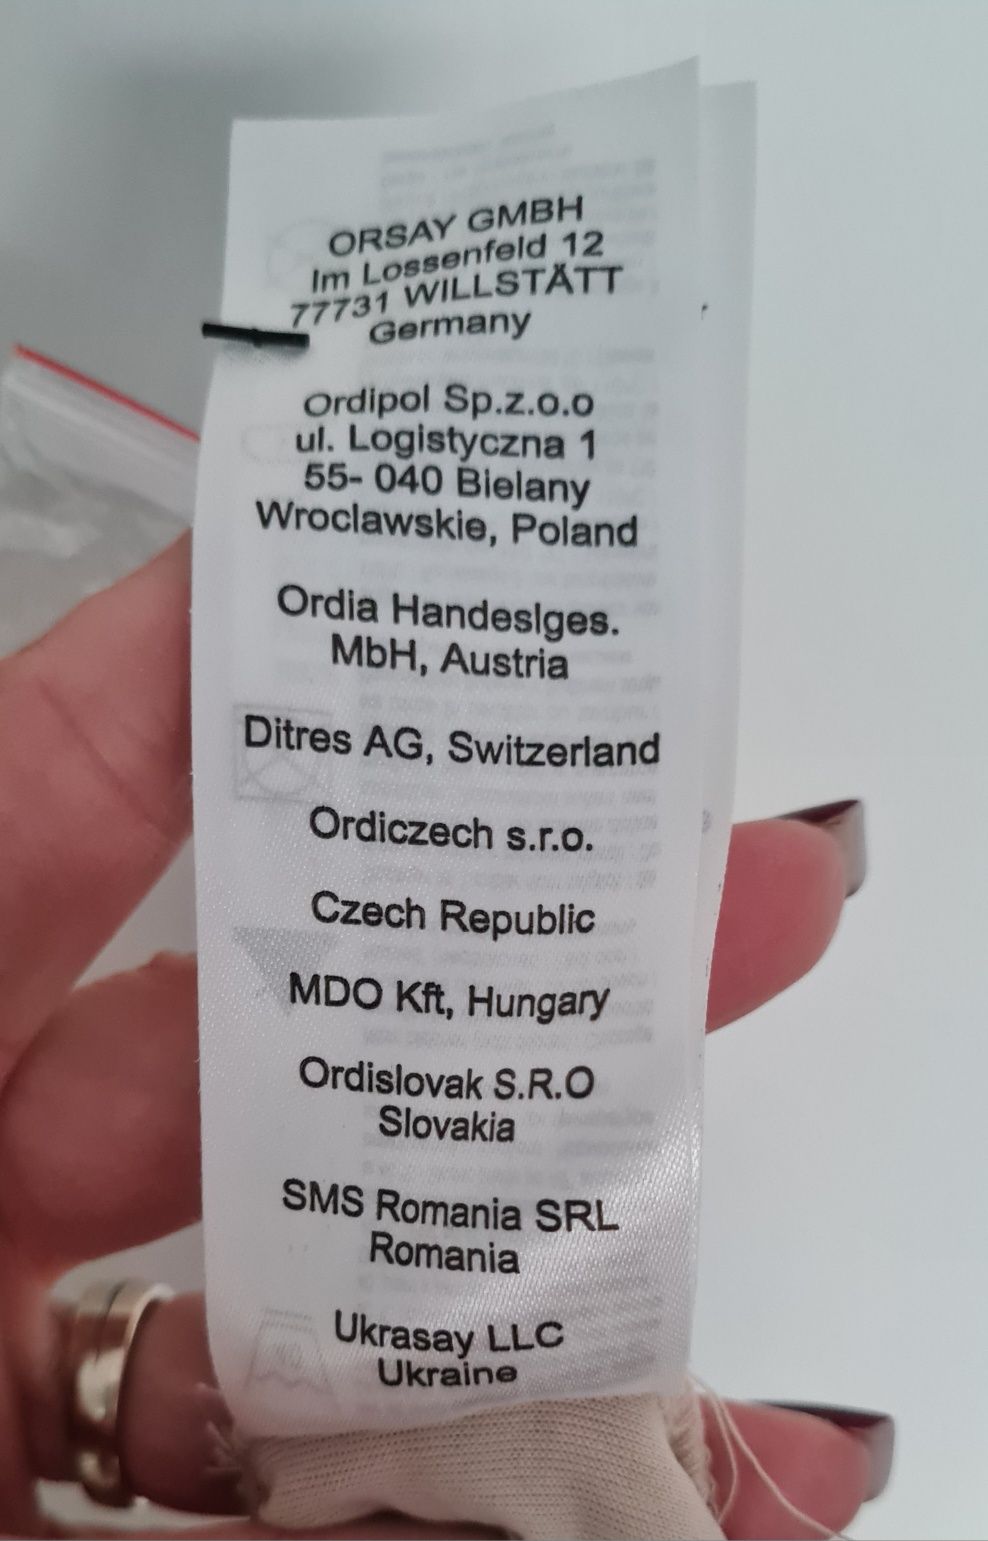 ORSAY GMBH
Im Lossenfeld 12
77731 WILLSTÄTT
Germany
Ordipol Sp.z.o.o
ul. Logistyczna 1
55- 040 Bielany
Wroclawskie, Poland
Ordia Handeslges.
MbH, Austria
Ditres AG, Switzerland
Ordiczech s.r.o.
Czech Republic
MDO Kft, Hungary
Ordislovak S.R.O
Slovakia
SMS Romania SRL
Romania
Ukrasay LLC
Ukraine